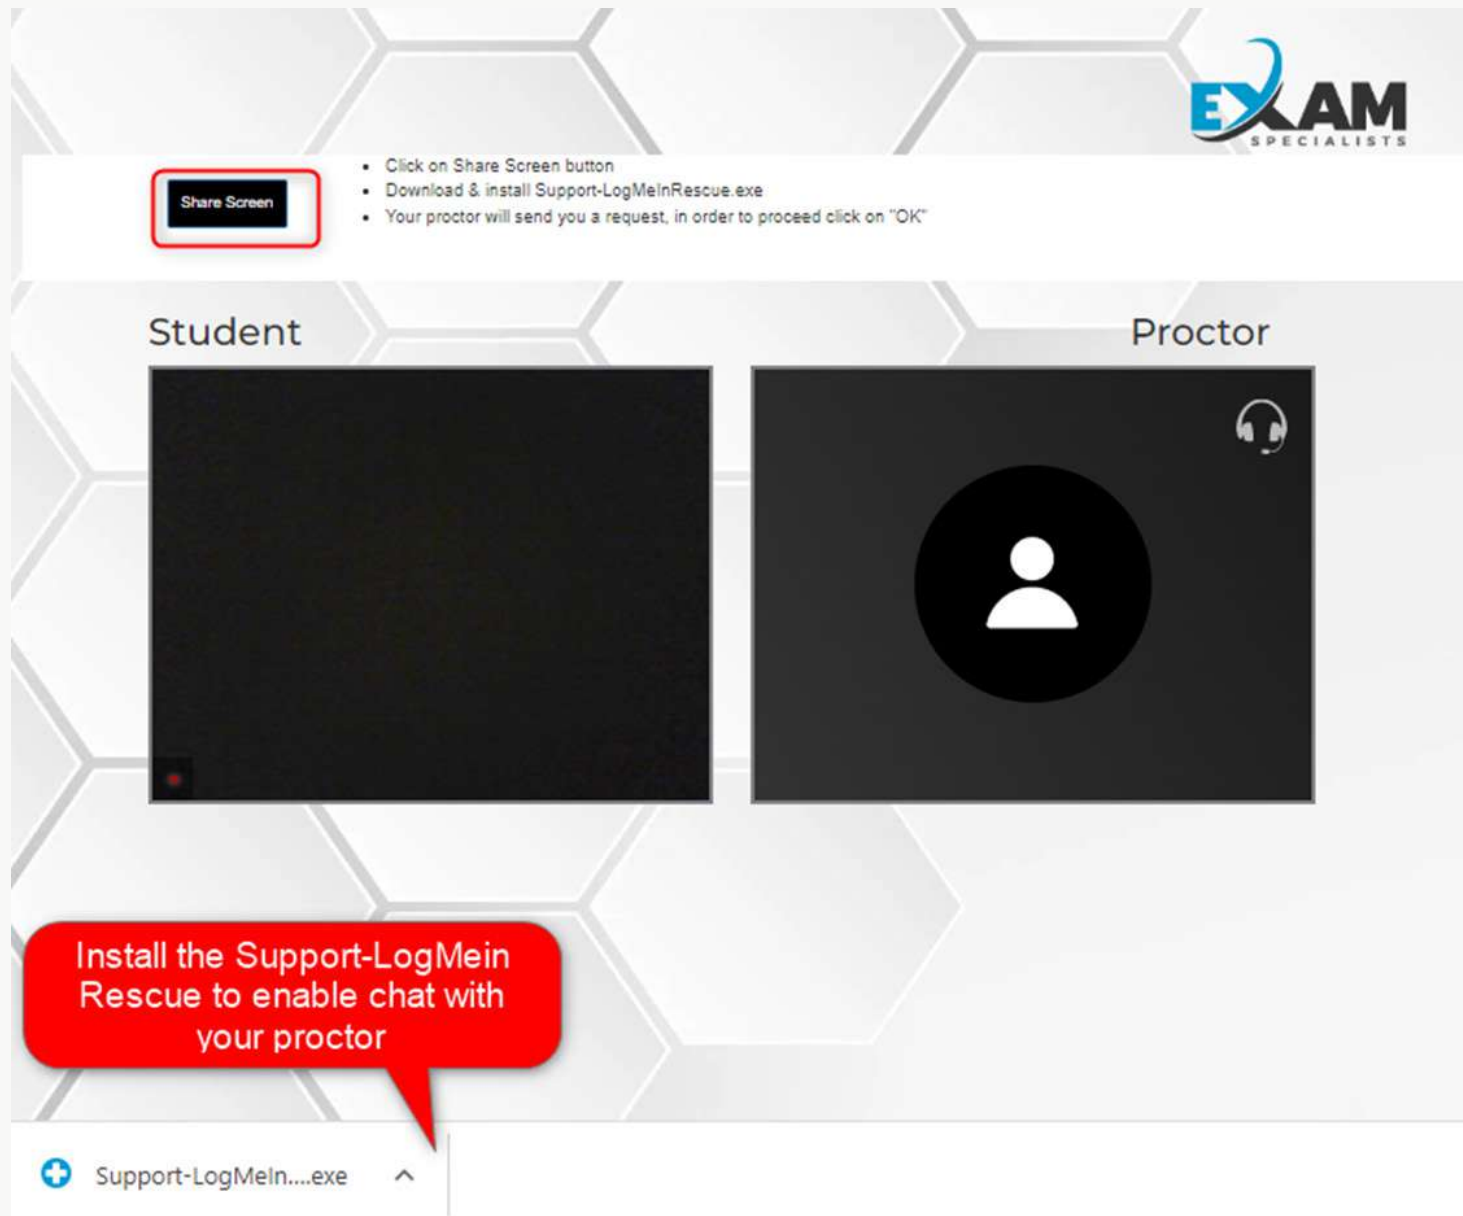 EXAM
SPECIALISTS
Share Screen
• Click on Share Screen button
• Download & install Support-LogMeInRescue.exe
• Your proctor will send you a request, in order to proceed click on "OK"
Student
Proctor
Install the Support-LogMein
Rescue to enable chat with
your proctor
Support-LogMeIn....exe